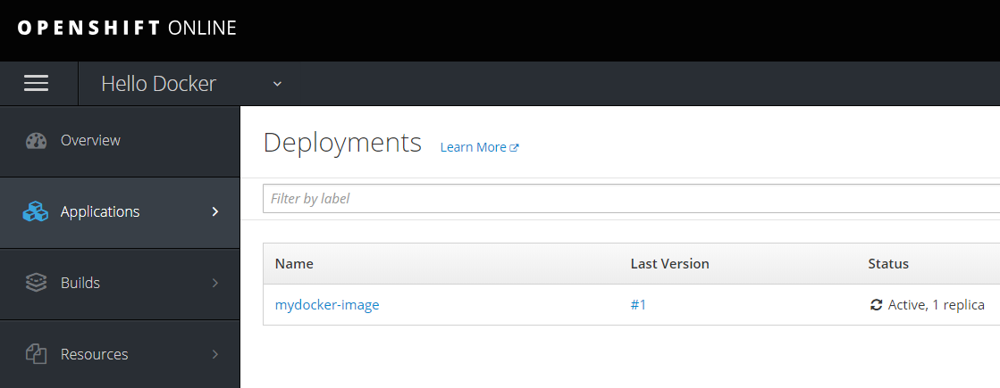 OPENSHIFT ONLINE
Hello Docker
Overview
Applications
Builds
Resources
Deployments Learn More
Filter by label
Name Last Version Status
mydocker-image #1 Active, 1 replica